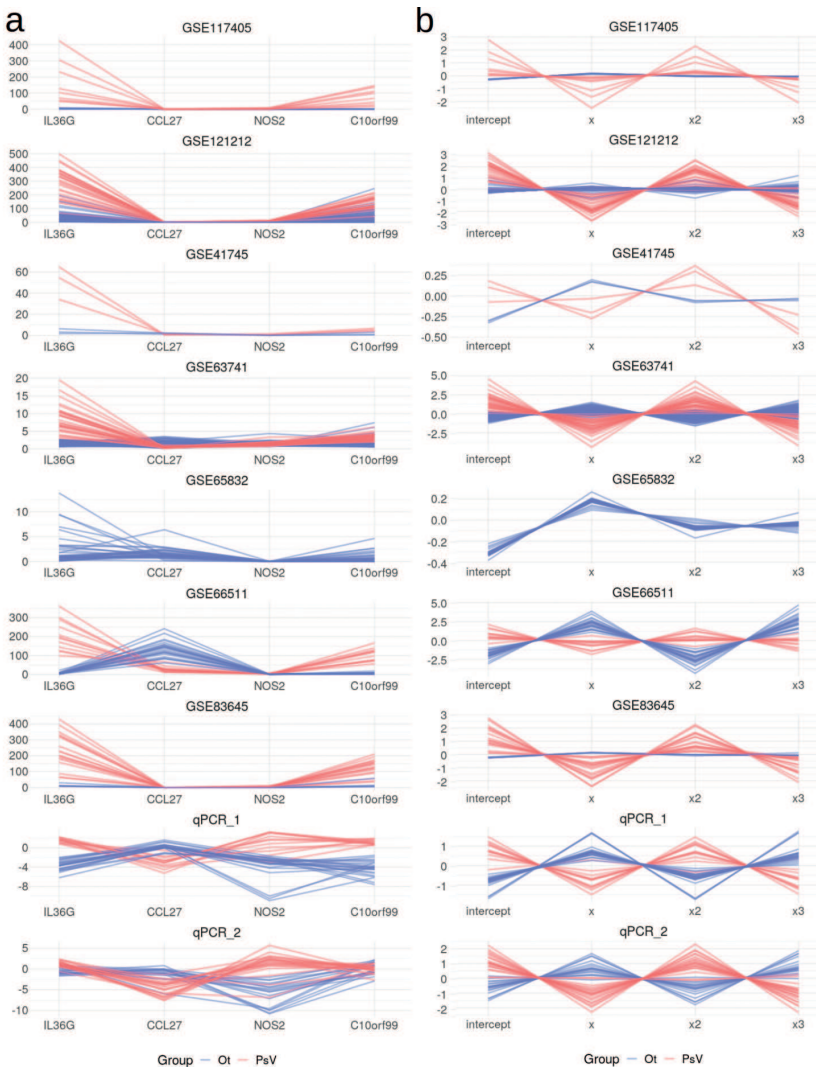 a
GSE117405
400
300
200
100
0
IL36G CCL27 NOS2 C10orf99
GSE121212
500
400
300
200
100
0
IL36G CCL27 NOS2 C10orf99
GSE41745
60
40
20
0
IL36G CCL27 NOS2 C10orf99
GSE63741
20
15
10
5
0
IL36G CCL27 NOS2 C10orf99
GSE65832
10
5
0
IL36G CCL27 NOS2 C10orf99
GSE66511
300
200
100
0
IL36G CCL27 NOS2 C10orf99
GSE83645
400
300
200
100
0
IL36G CCL27 NOS2 C10orf99
qPCR_1
0
-4
-8
IL36G CCL27 NOS2 C10orf99
qPCR_2
5
0
-5
-10
IL36G CCL27 NOS2 C10orf99
Group Ot PsV
b
GSE117405
3
2
1
0
-1
-2
intercept x x2 x3
GSE121212
3
2
1
0
-1
-2
-3
intercept x x2 x3
GSE41745
0.25
0.00
-0.25
-0.50
intercept x x2 x3
GSE63741
5.0
2.5
0.0
-2.5
intercept x x2 x3
GSE65832
0.2
0.0
-0.2
-0.4
intercept x x2 x3
GSE66511
5.0
2.5
0.0
-2.5
intercept x x2 x3
GSE83645
3
2
1
0
-1
-2
intercept x x2 x3
qPCR_1
1
0
-1
intercept x x2 x3
qPCR_2
2
1
0
-1
-2
intercept x x2 x3
Group Ot PsV